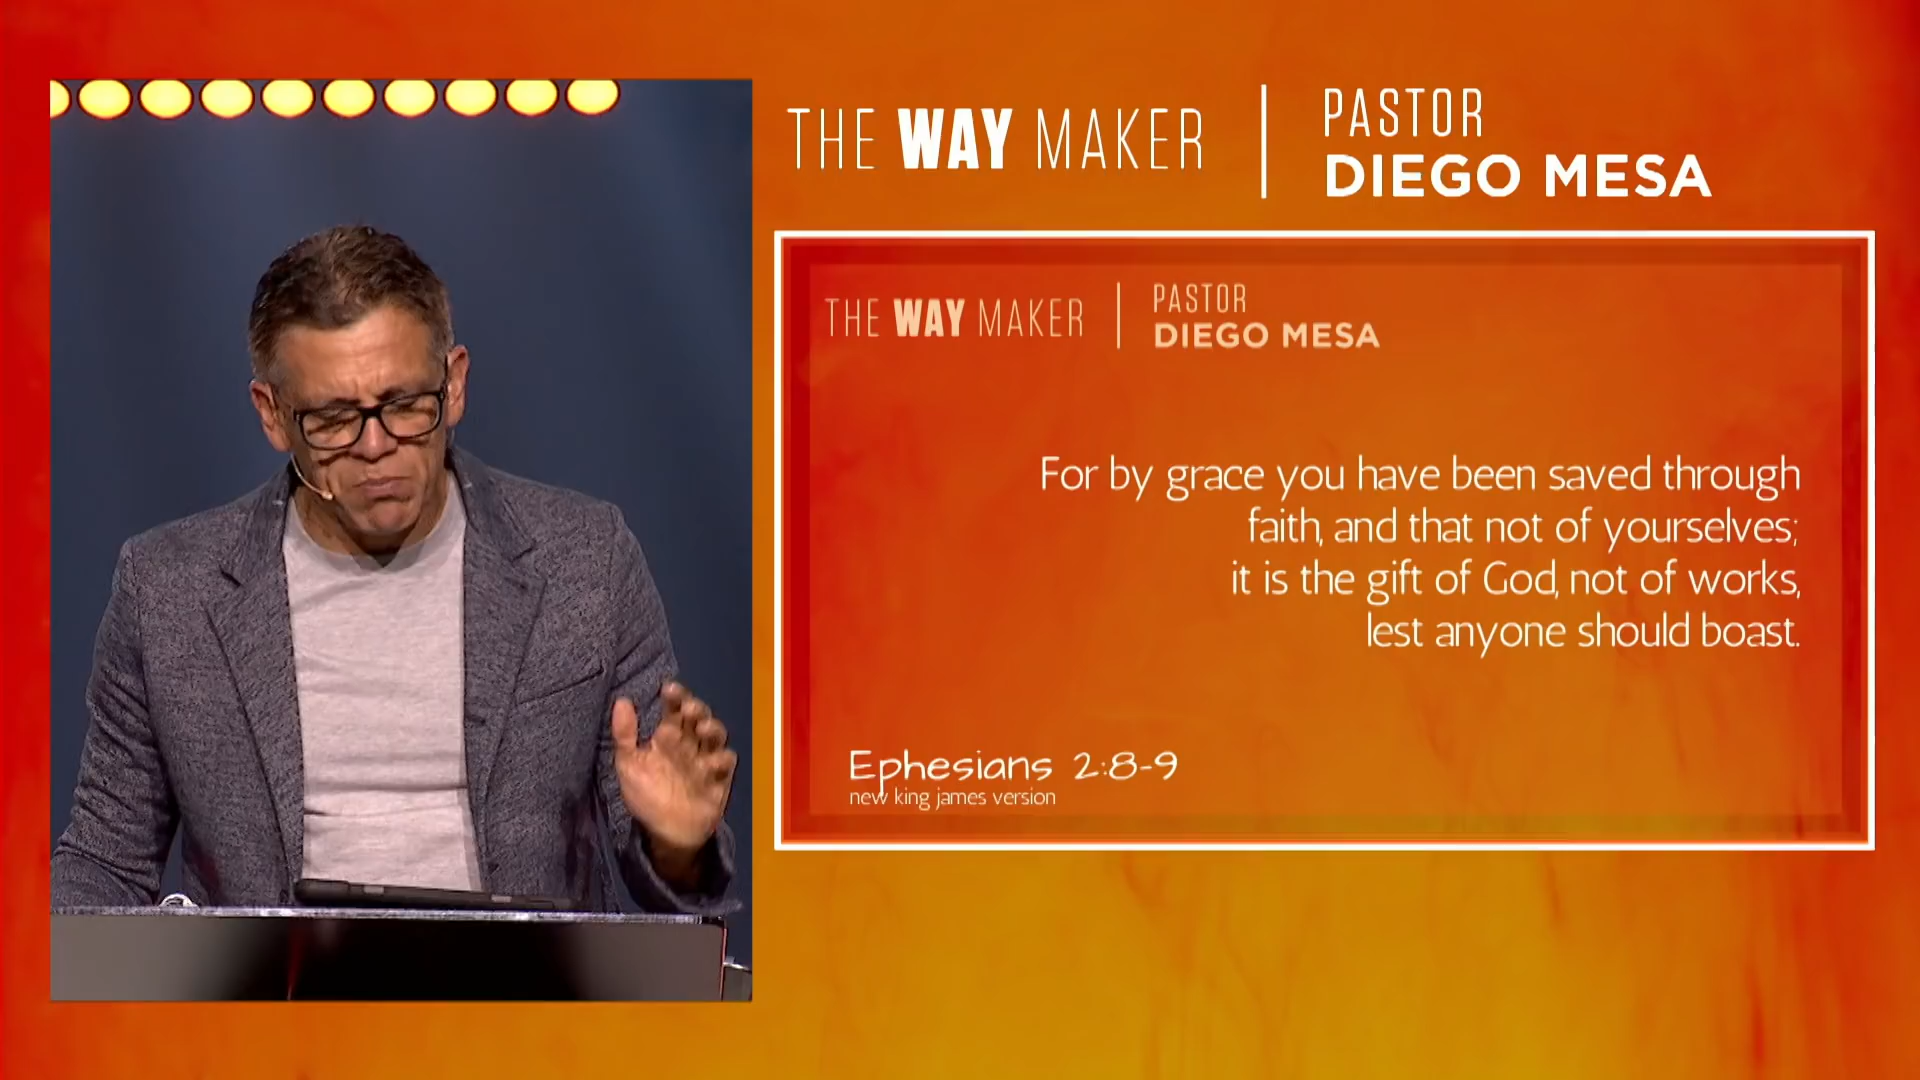 THE WAY MAKER
PASTOR
DIEGO MESA
THE WAY MAKER
PASTOR
DIEGO MESA
For by grace you have been saved through
faith, and that not of yourselves;
it is the gift of God, not of works,
lest anyone should boast.
Ephesians 2:8-9
new king james version